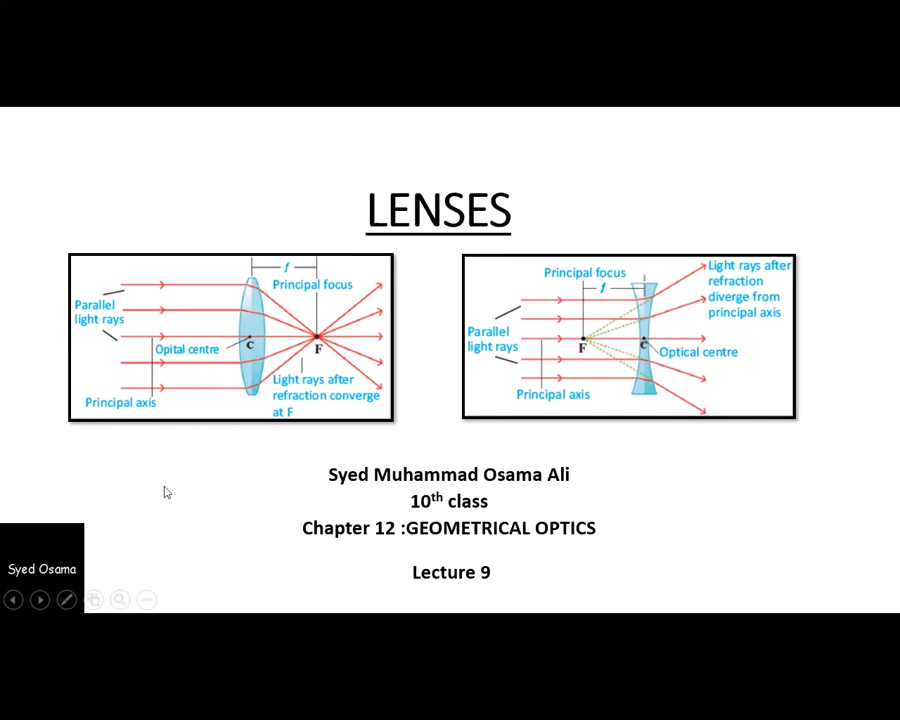 LENSES
f
Principal focus
Parallel
light rays
Opital centre
C
F
Light rays after
refraction converge
at F
Principal axis
Principal focus
f
Light rays after
refraction
diverge from
principal axis
Parallel
light rays
F
C
Optical centre
Principal axis
Syed Muhammad Osama Ali
10th class
Chapter 12 :GEOMETRICAL OPTICS
Lecture 9
Syed Osama